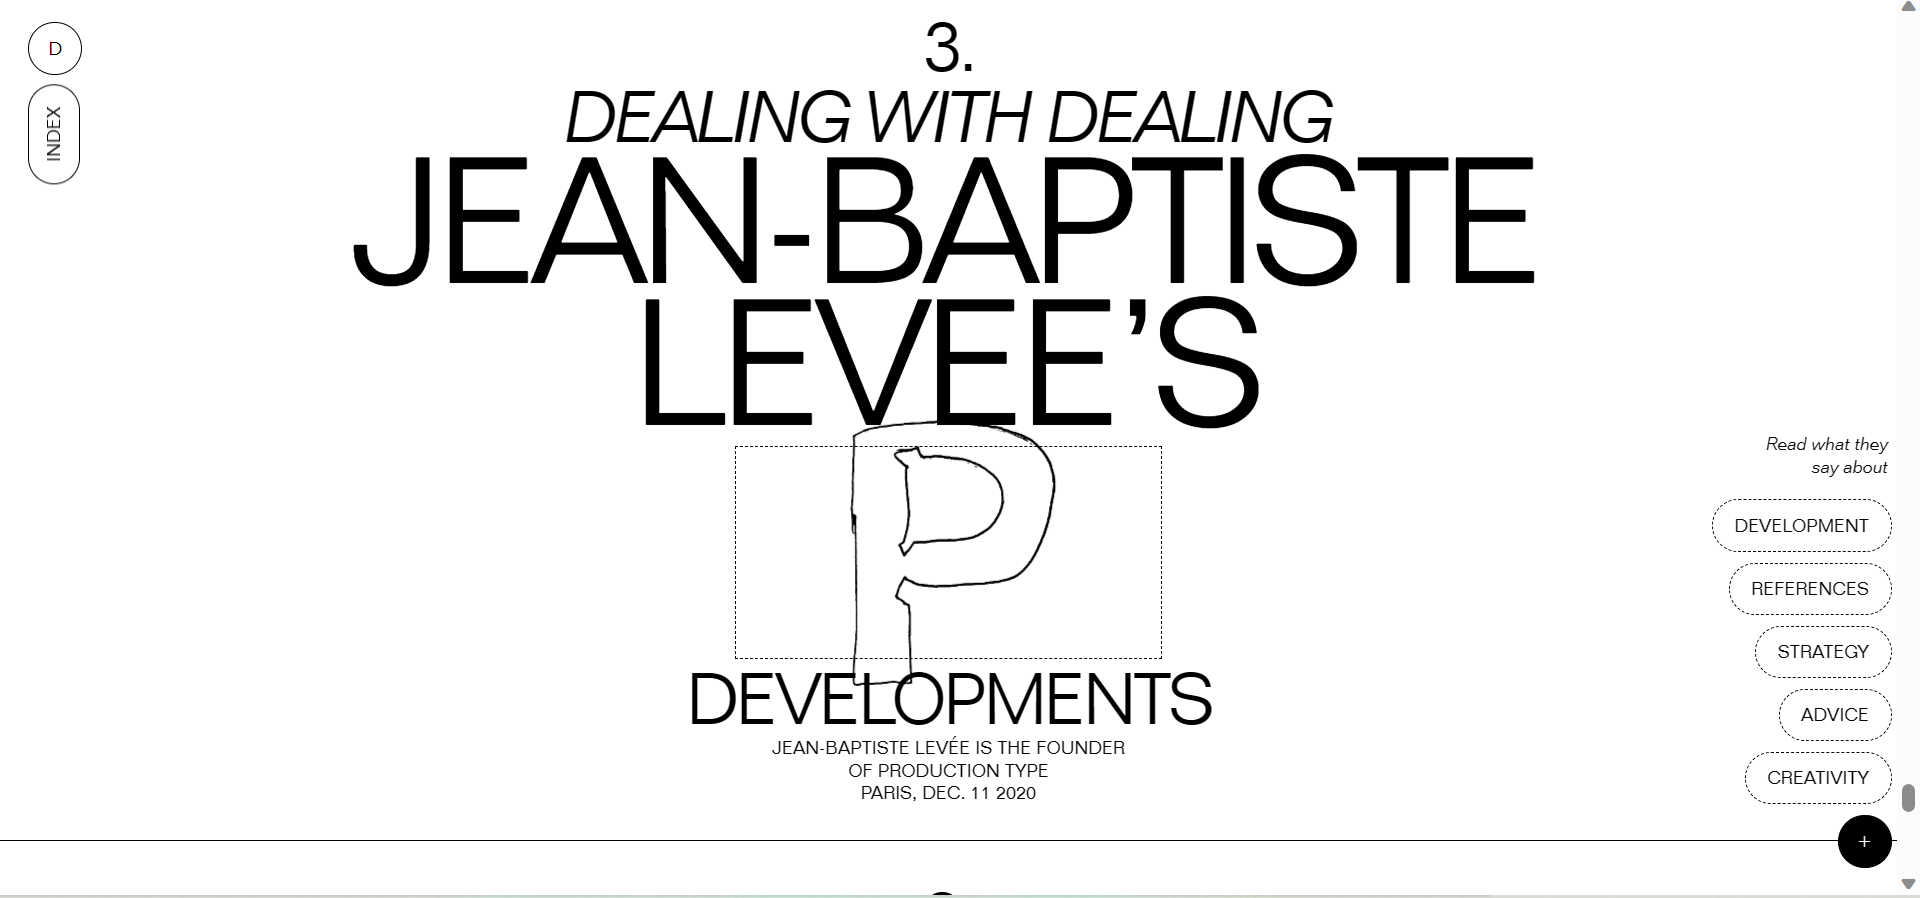 D
INDEX
3.
DEALING WITH DEALING
JEAN-BAPTISTE
LEVEE’S
P
DEVELOPMENTS
JEAN-BAPTISTE LEVÉE IS THE FOUNDER
OF PRODUCTION TYPE
PARIS, DEC. 11 2020
Read what they
say about
DEVELOPMENT
REFERENCES
STRATEGY
ADVICE
CREATIVITY
+